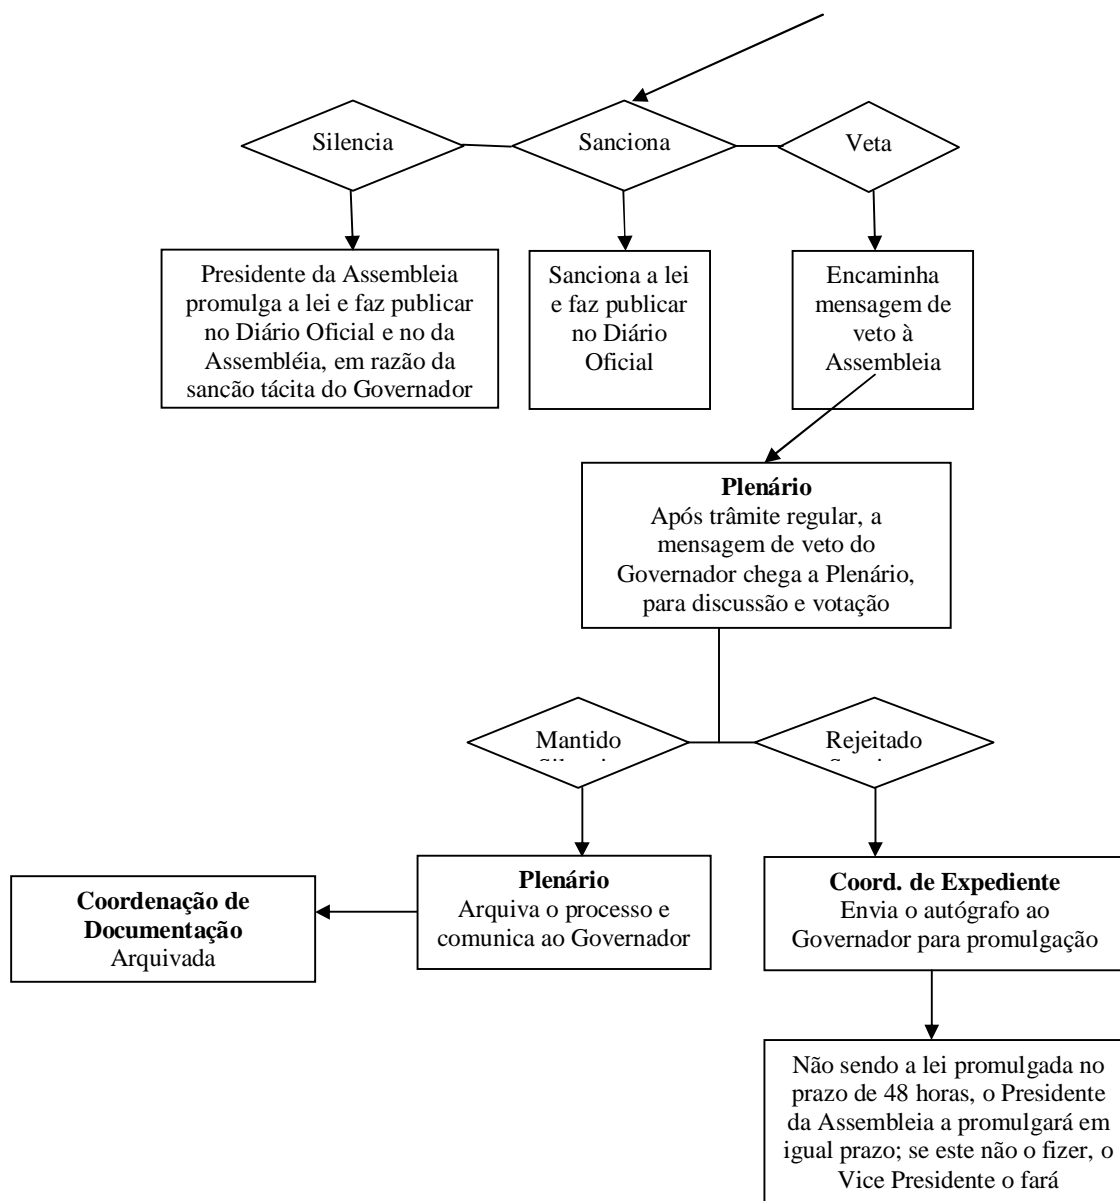 Silencia
Sanciona
Veta
Presidente da Assembleia
promulga a lei e faz publicar
no Diário Oficial e no da
Assembléia, em razão da
sanção tácita do Governador
Sanciona a lei
e faz publicar
no Diário
Oficial
Encaminha
mensagem de
veto à
Assembleia
Plenário
Após trâmite regular, a
mensagem de veto do
Governador chega a Plenário,
para discussão e votação
Mantido
Rejeitado
Plenário
Arquiva o processo e
comunica ao Governador
Coordenação de
Documentação
Arquivada
Coord. de Expediente
Envia o autógrafo ao
Governador para promulgação
Não sendo a lei promulgada no
prazo de 48 horas, o Presidente
da Assembleia a promulgará em
igual prazo; se este não o fizer, o
Vice Presidente o fará